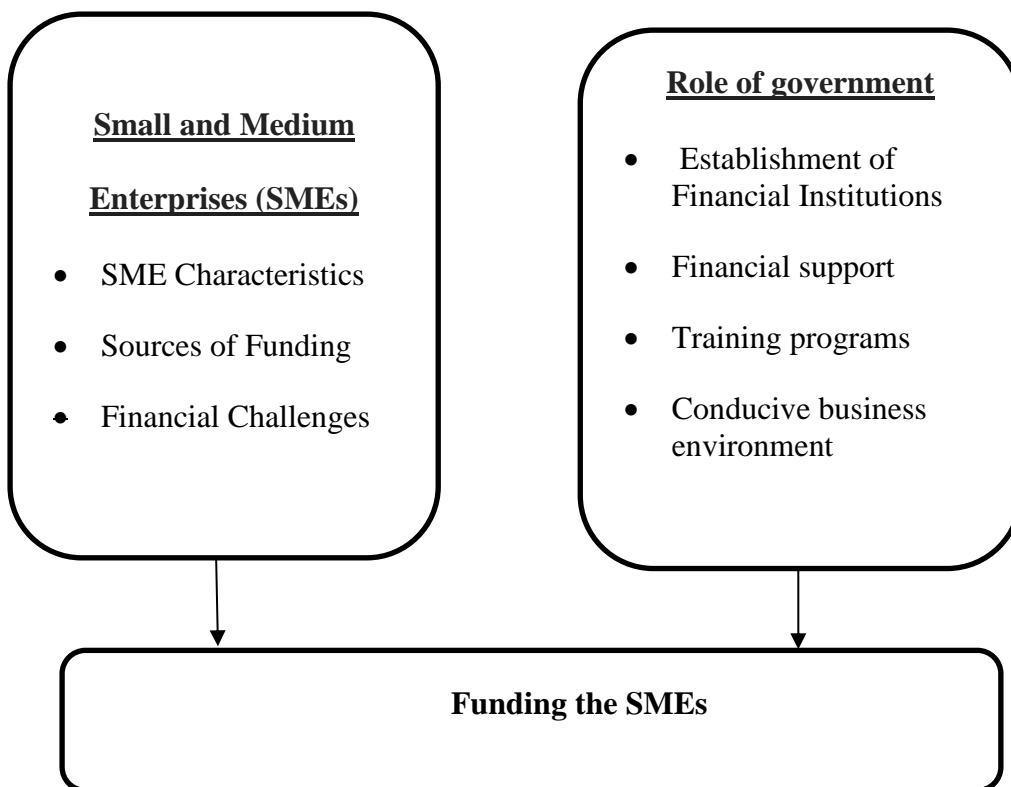 Small and Medium
Enterprises (SMEs)
• SME Characteristics
• Sources of Funding
• Financial Challenges
Role of government
• Establishment of
Financial Institutions
• Financial support
• Training programs
• Conducive business
environment
Funding the SMEs